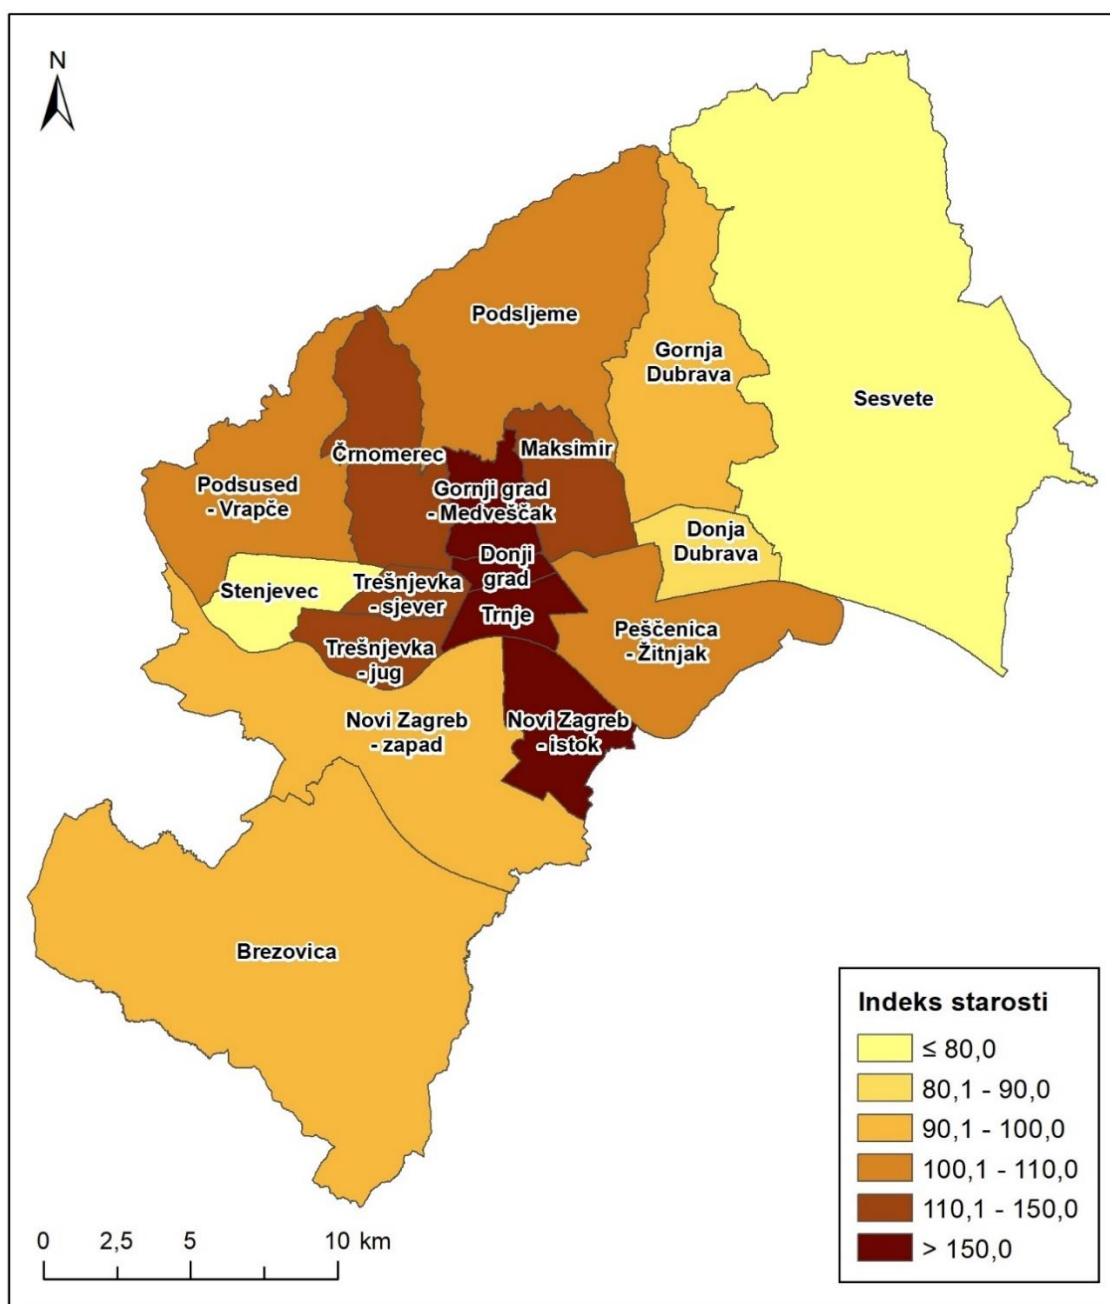 N
Podsljeme
Gornja
Dubrava
Sesvete
Črnomerec
Maksimir
Podsused
- Vrapče
Gornji grad
- Medveščak
Donja
Dubrava
Donji
grad
Stenjevec
Trešnjevka
- sjever
Trnje
Peščenica
- Žitnjak
Trešnjevka
- jug
Novi Zagreb
- zapad
Novi Zagreb
- istok
Brezovica
Indeks starosti
≤ 80,0
80,1 - 90,0
90,1 - 100,0
100,1 - 110,0
110,1 - 150,0
> 150,0
0 2,5 5 10 km